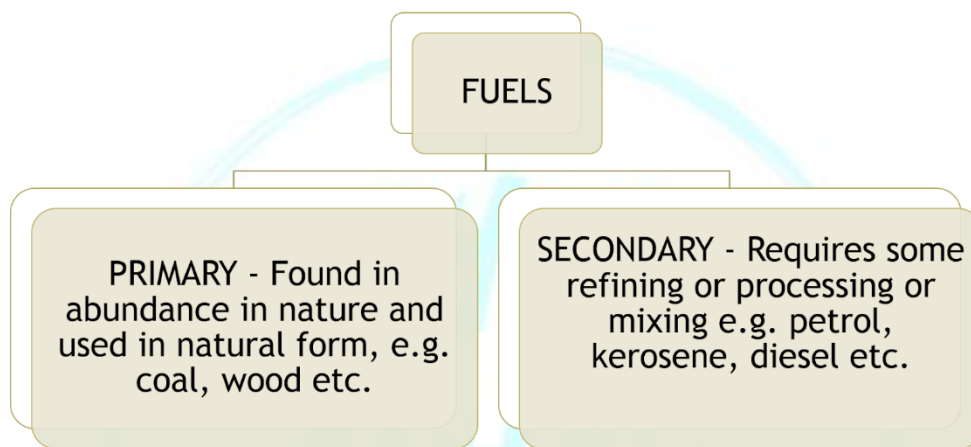 FUELS
PRIMARY - Found in
abundance in nature and
used in natural form, e.g.
coal, wood etc.
SECONDARY - Requires some
refining or processing or
mixing e.g. petrol,
kerosene, diesel etc.